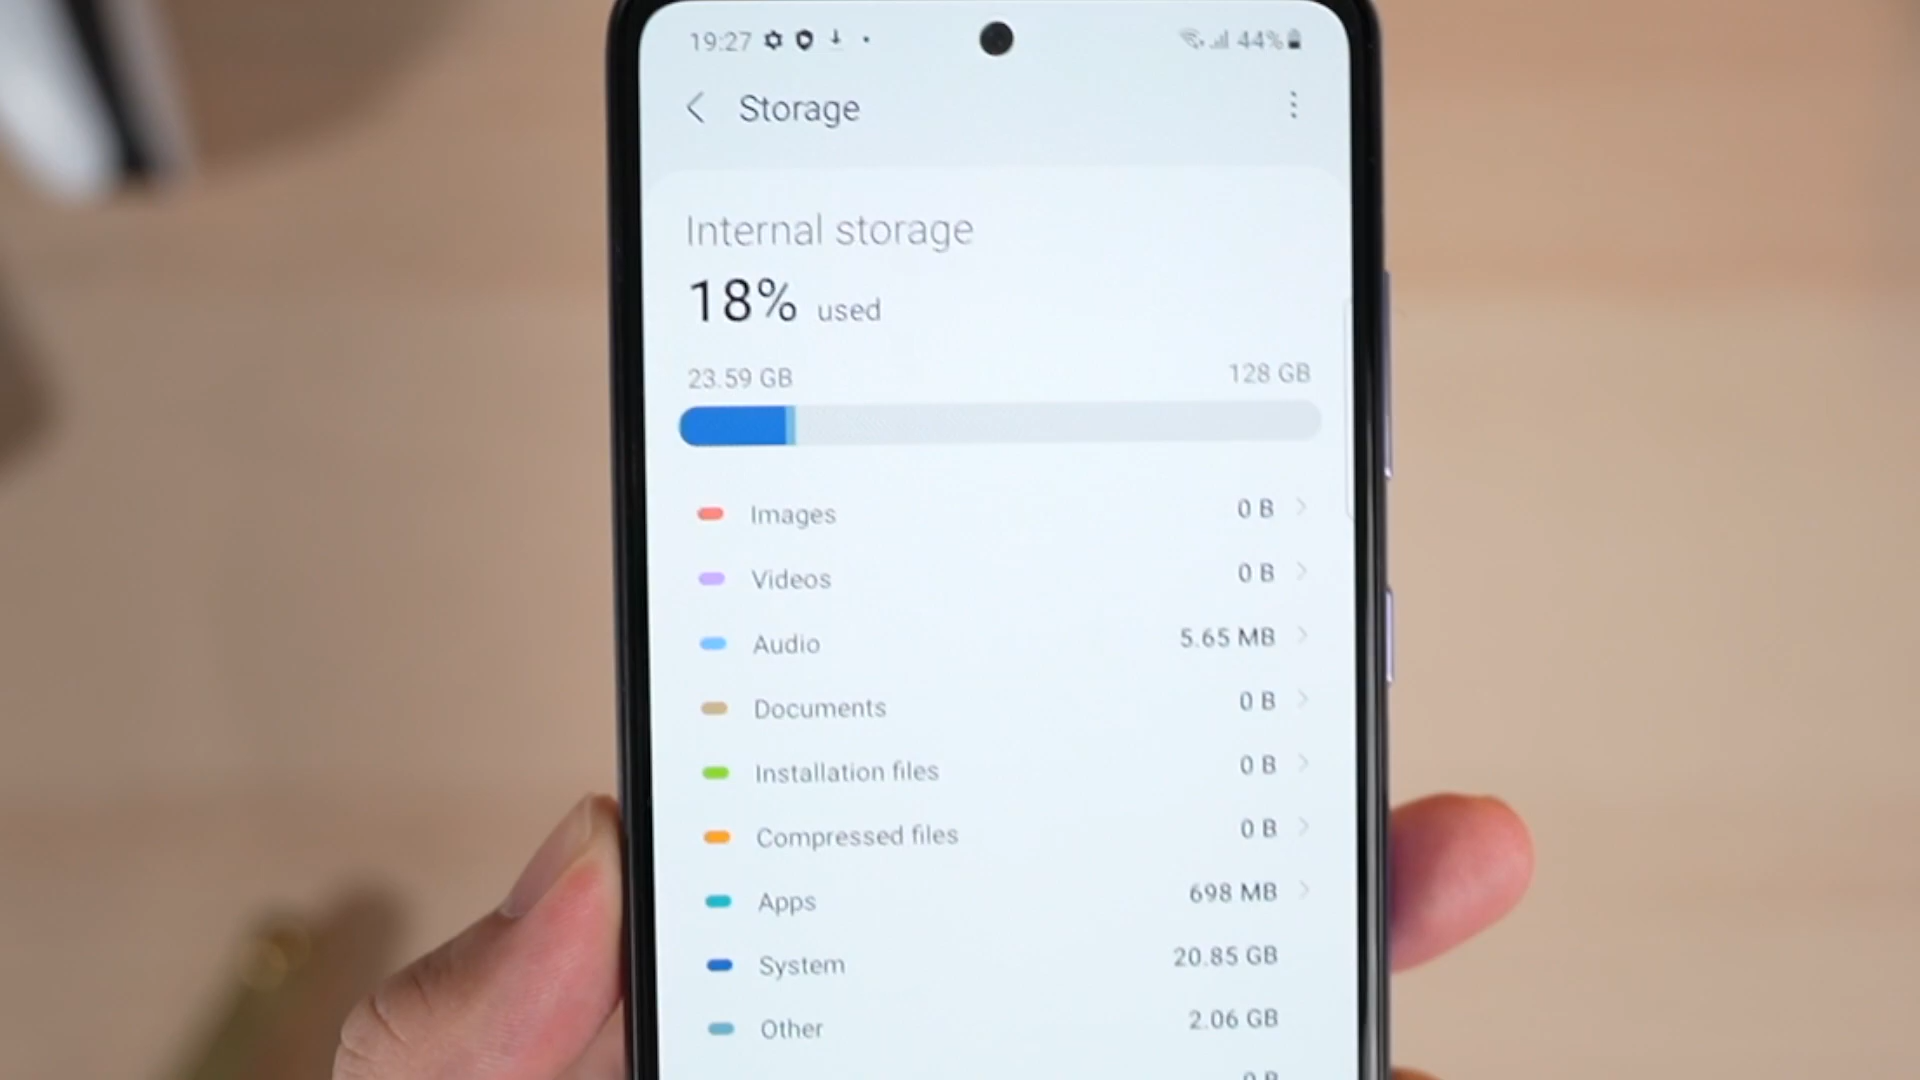 19:27 44%
Storage
Internal storage
18% used
23.59 GB 128 GB
Images 0 B
Videos 0 B
Audio 5.65 MB
Documents 0 B
Installation files 0 B
Compressed files 0 B
Apps 698 MB
System 20.85 GB
Other 2.06 GB